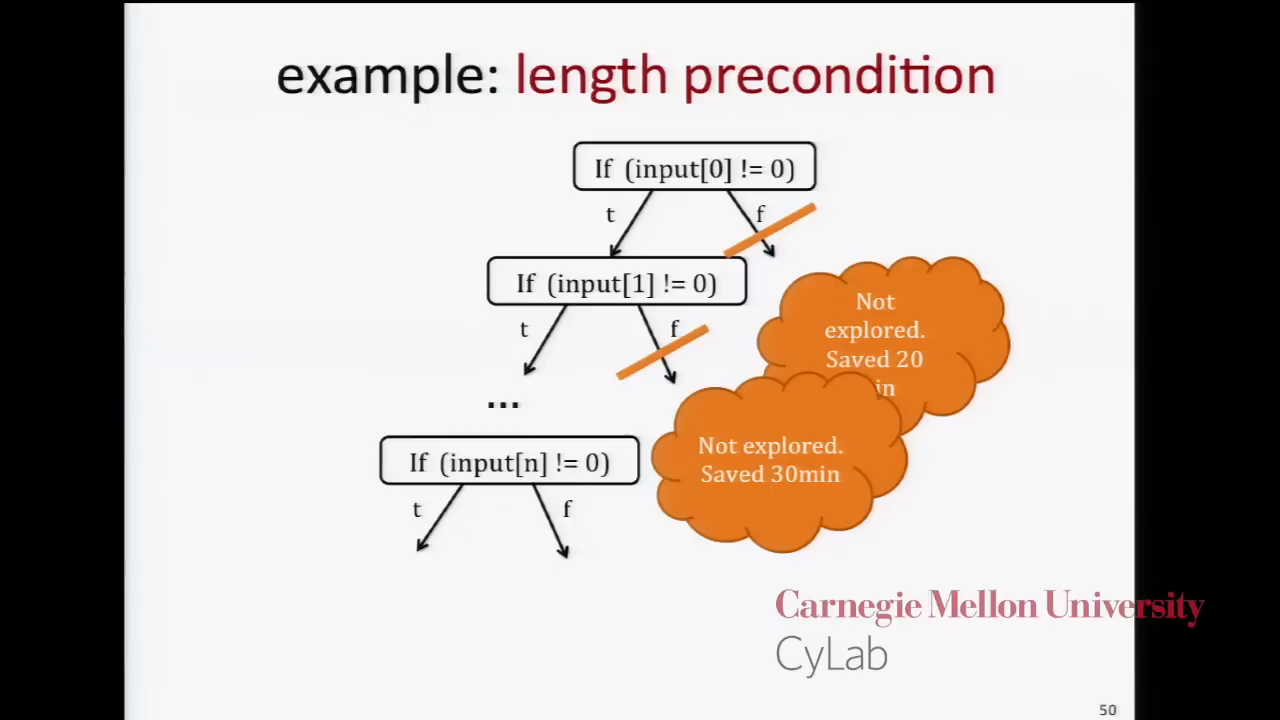 example: length precondition
If (input[0] != 0)
t
f
If (input[1] != 0)
t
f
Not
explored.
Saved 20
in
...
Not explored.
Saved 30min
If (input[n] != 0)
t
f
Carnegie Mellon University
CyLab
50